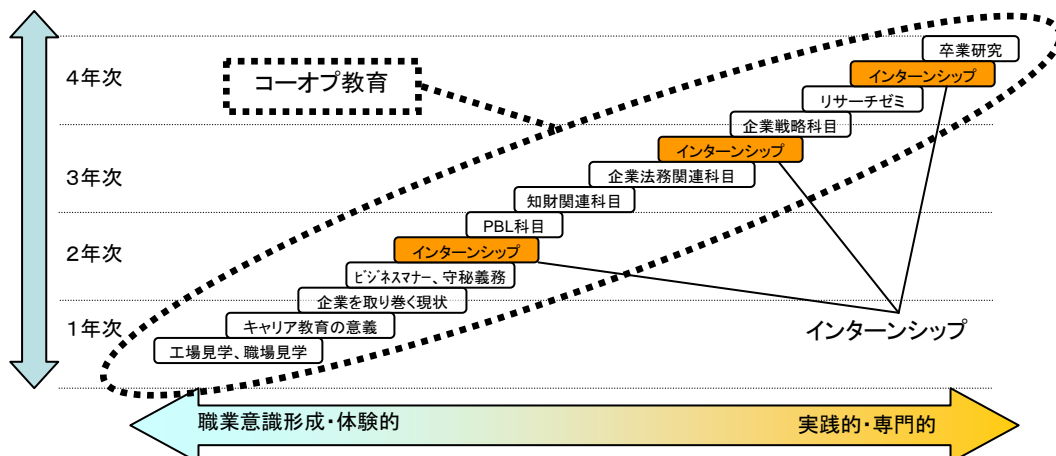 卒業研究
4年次
インターンシップ
コーオプ教育
リサーチゼミ
企業戦略科目
インターンシップ
3年次
企業法務関連科目
知財関連科目
PBL科目
2年次
インターンシップ
ビジネスマナー、守秘義務
企業を取り巻く現状
1年次
キャリア教育の意義
インターンシップ
工場見学、職場見学
職業意識形成・体験的
実践的・専門的